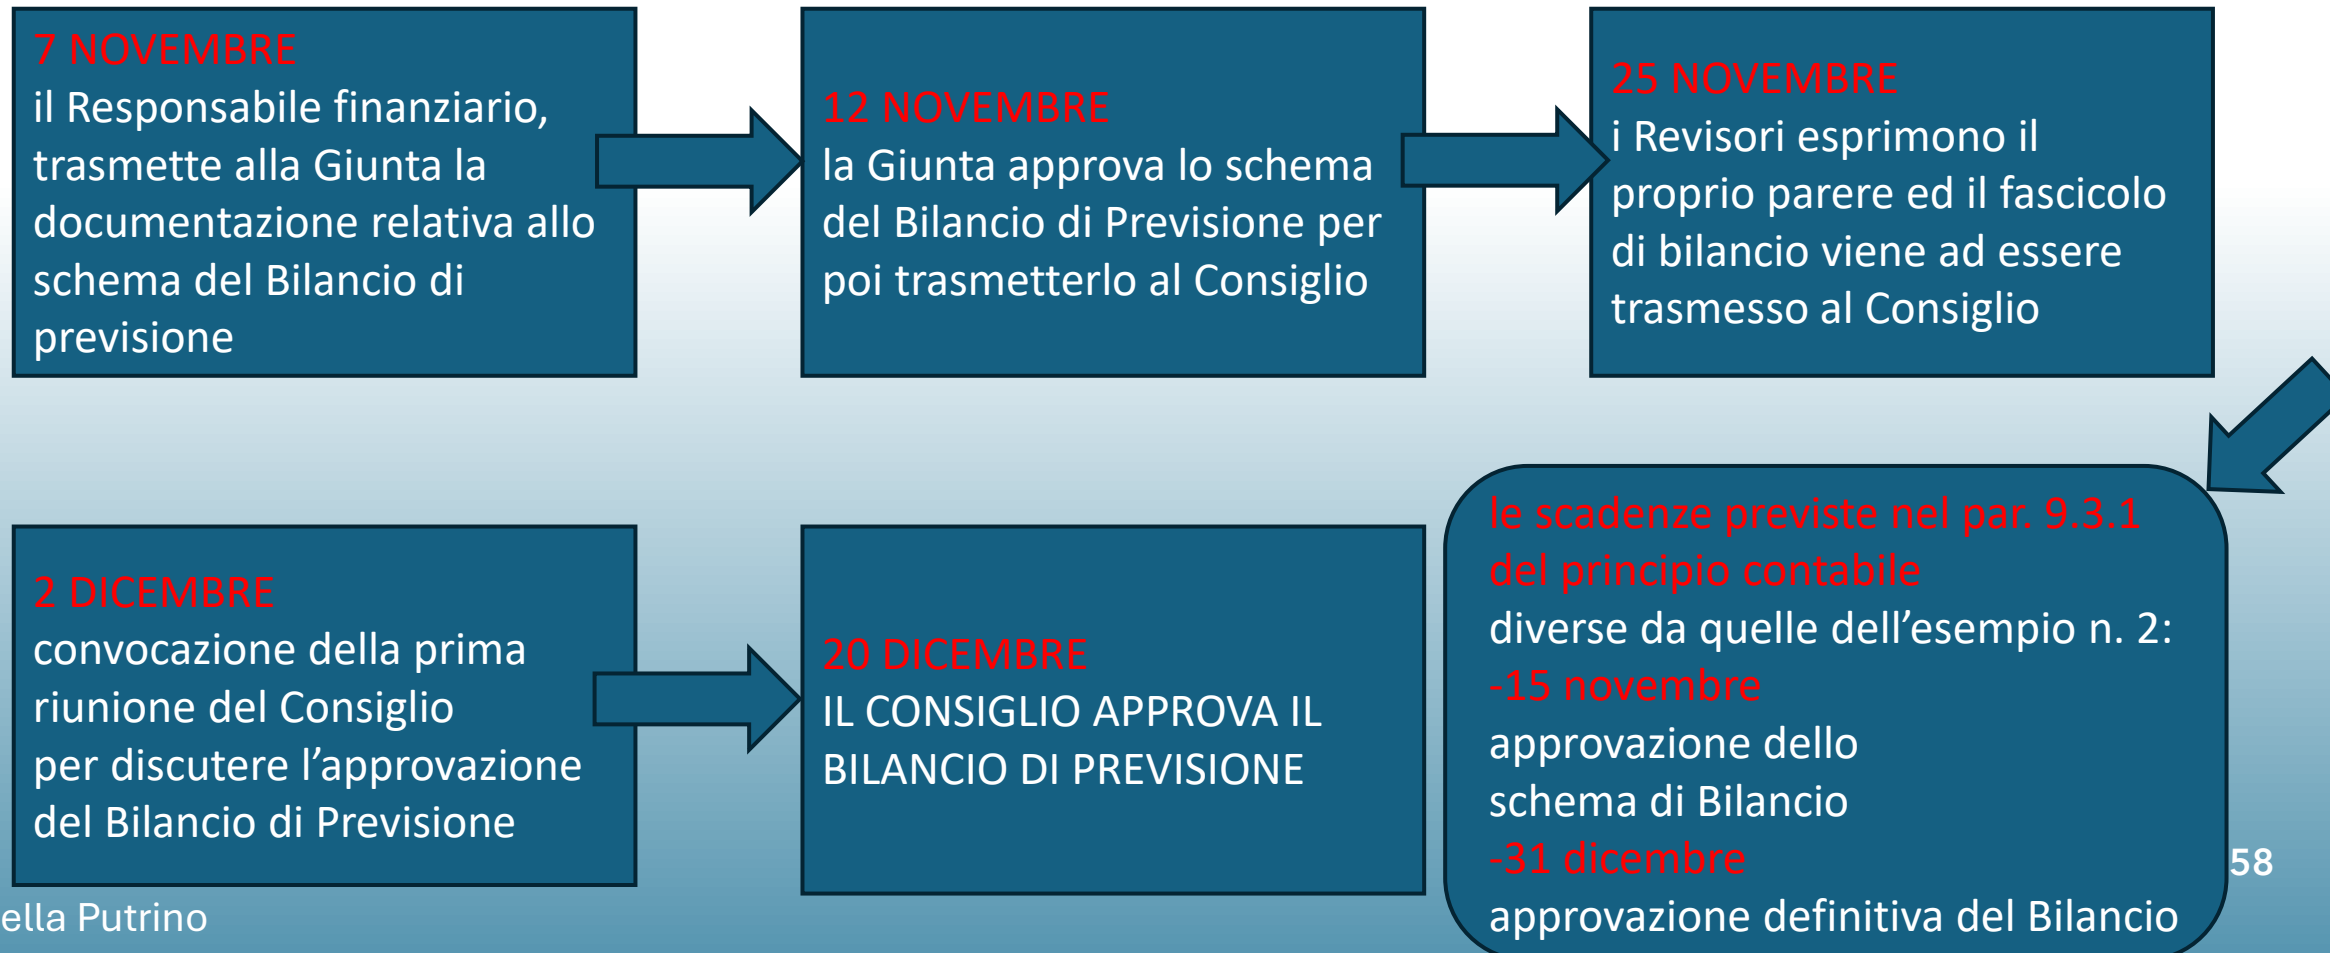 7 NOVEMBRE
il Responsabile finanziario,
trasmette alla Giunta la
documentazione relativa allo
schema del Bilancio di
previsione
12 NOVEMBRE
la Giunta approva lo schema
del Bilancio di Previsione per
poi trasmetterlo al Consiglio
25 NOVEMBRE
i Revisori esprimono il
proprio parere ed il fascicolo
di bilancio viene ad essere
trasmesso al Consiglio
2 DICEMBRE
convocazione della prima
riunione del Consiglio
per discutere l’approvazione
del Bilancio di Previsione
20 DICEMBRE
IL CONSIGLIO APPROVA IL
BILANCIO DI PREVISIONE
le scadenze previste nel par. 9.3.1
del principio contabile
diverse da quelle dell’esempio n. 2:
-15 novembre
approvazione dello
schema di Bilancio
-31 dicembre
approvazione definitiva del Bilancio
58
ella Putrino